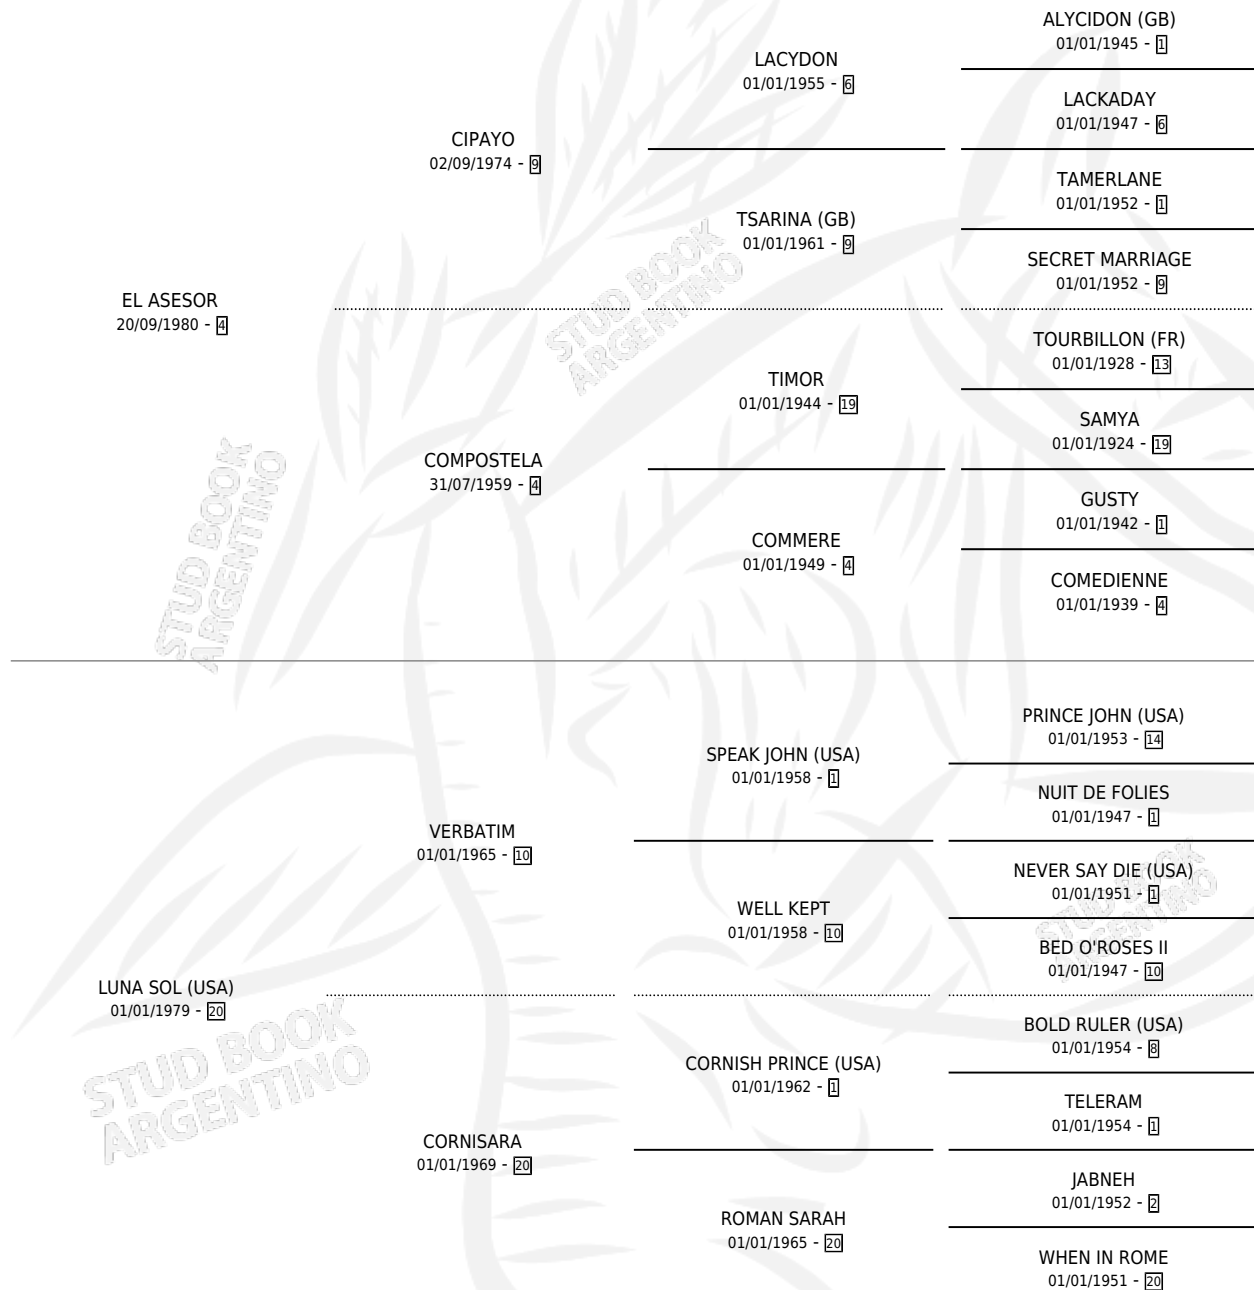 ALYCIDON (GB)
01/01/1945 - 1
LACYDON
01/01/1955 - 6
LACKADAY
01/01/1947 - 6
CIPAYO
02/09/1974 - 9
TAMERLANE
01/01/1952 - 1
TSARINA (GB)
01/01/1961 - 9
SECRET MARRIAGE
01/01/1952 - 9
EL ASESOR
20/09/1980 - 4
STUD BOOK
ARGENTINO
TOURBILLON (FR)
01/01/1928 - 13
TIMOR
01/01/1944 - 19
SAMYA
01/01/1924 - 19
COMPOSTELA
31/07/1959 - 4
GUSTY
01/01/1942 - 1
COMMERE
01/01/1949 - 4
COMEDIENNE
01/01/1939 - 4
STUD BOOK
ARGENTINO
PRINCE JOHN (USA)
01/01/1953 - 14
SPEAK JOHN (USA)
01/01/1958 - 1
NUIT DE FOLIES
01/01/1947 - 1
VERBATIM
01/01/1965 - 10
NEVER SAY DIE (USA)
01/01/1951 - 1
STUD BOOK
ARGENTINO
WELL KEPT
01/01/1958 - 10
BED O'ROSES II
01/01/1947 - 10
LUNA SOL (USA)
01/01/1979 - 20
STUD BOOK
ARGENTINO
BOLD RULER (USA)
01/01/1954 - 8
CORNISH PRINCE (USA)
01/01/1962 - 1
TELERAM
01/01/1954 - 1
CORNISARA
01/01/1969 - 20
JABNEH
01/01/1952 - 2
ROMAN SARAH
01/01/1965 - 20
WHEN IN ROME
01/01/1951 - 20